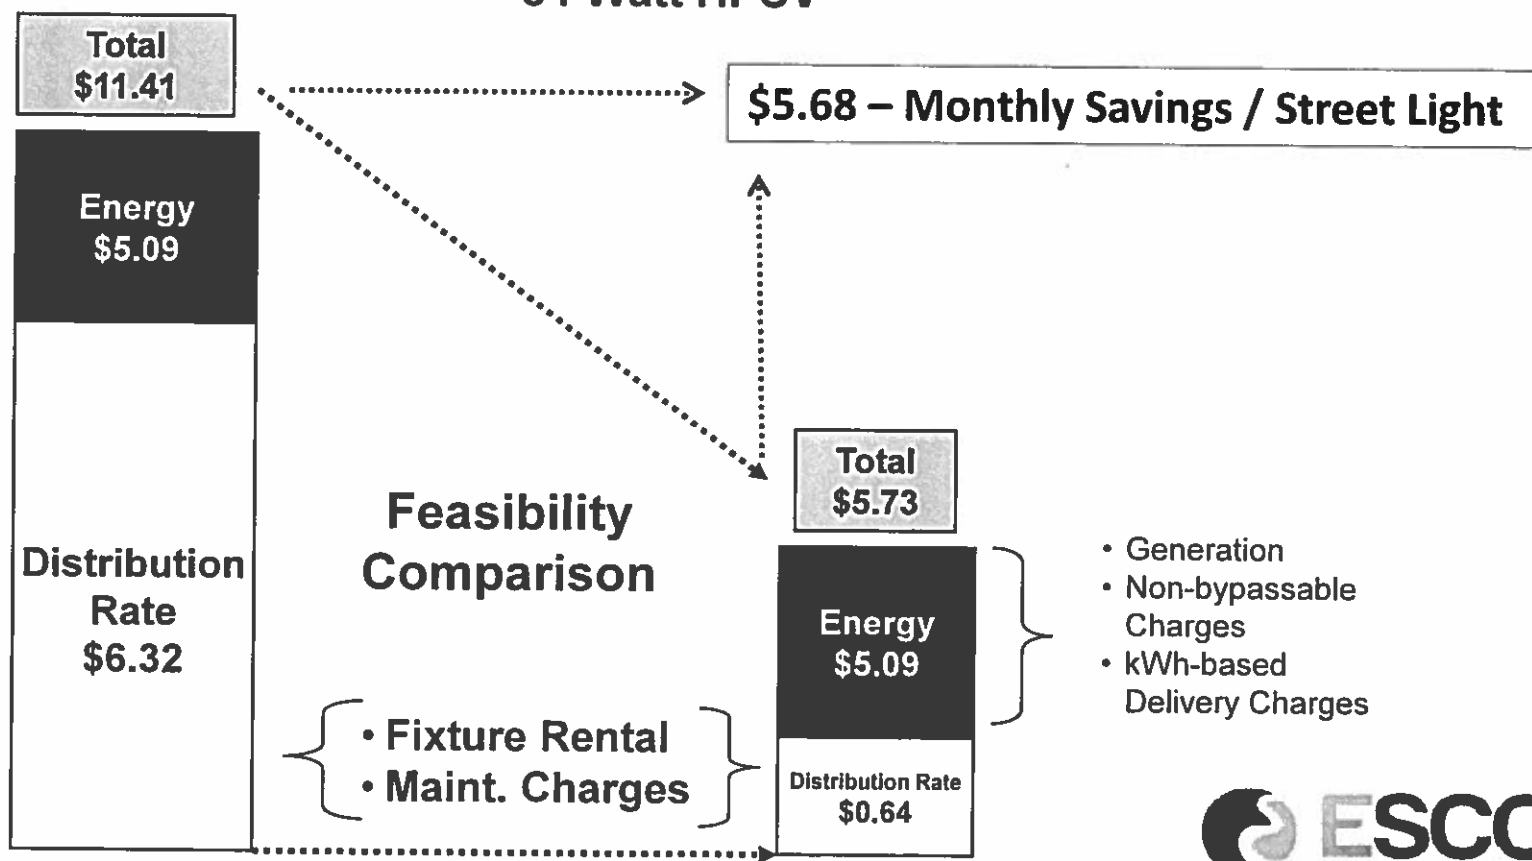 Total
$11.41
$5.68 – Monthly Savings / Street Light
Energy
$5.09
Distribution
Rate
$6.32
Feasibility
Comparison
• Fixture Rental
• Maint. Charges
Total
$5.73
Energy
$5.09
Distribution Rate
$0.64
• Generation
• Non-bypassable
Charges
• kWh-based
Delivery Charges
ESCO